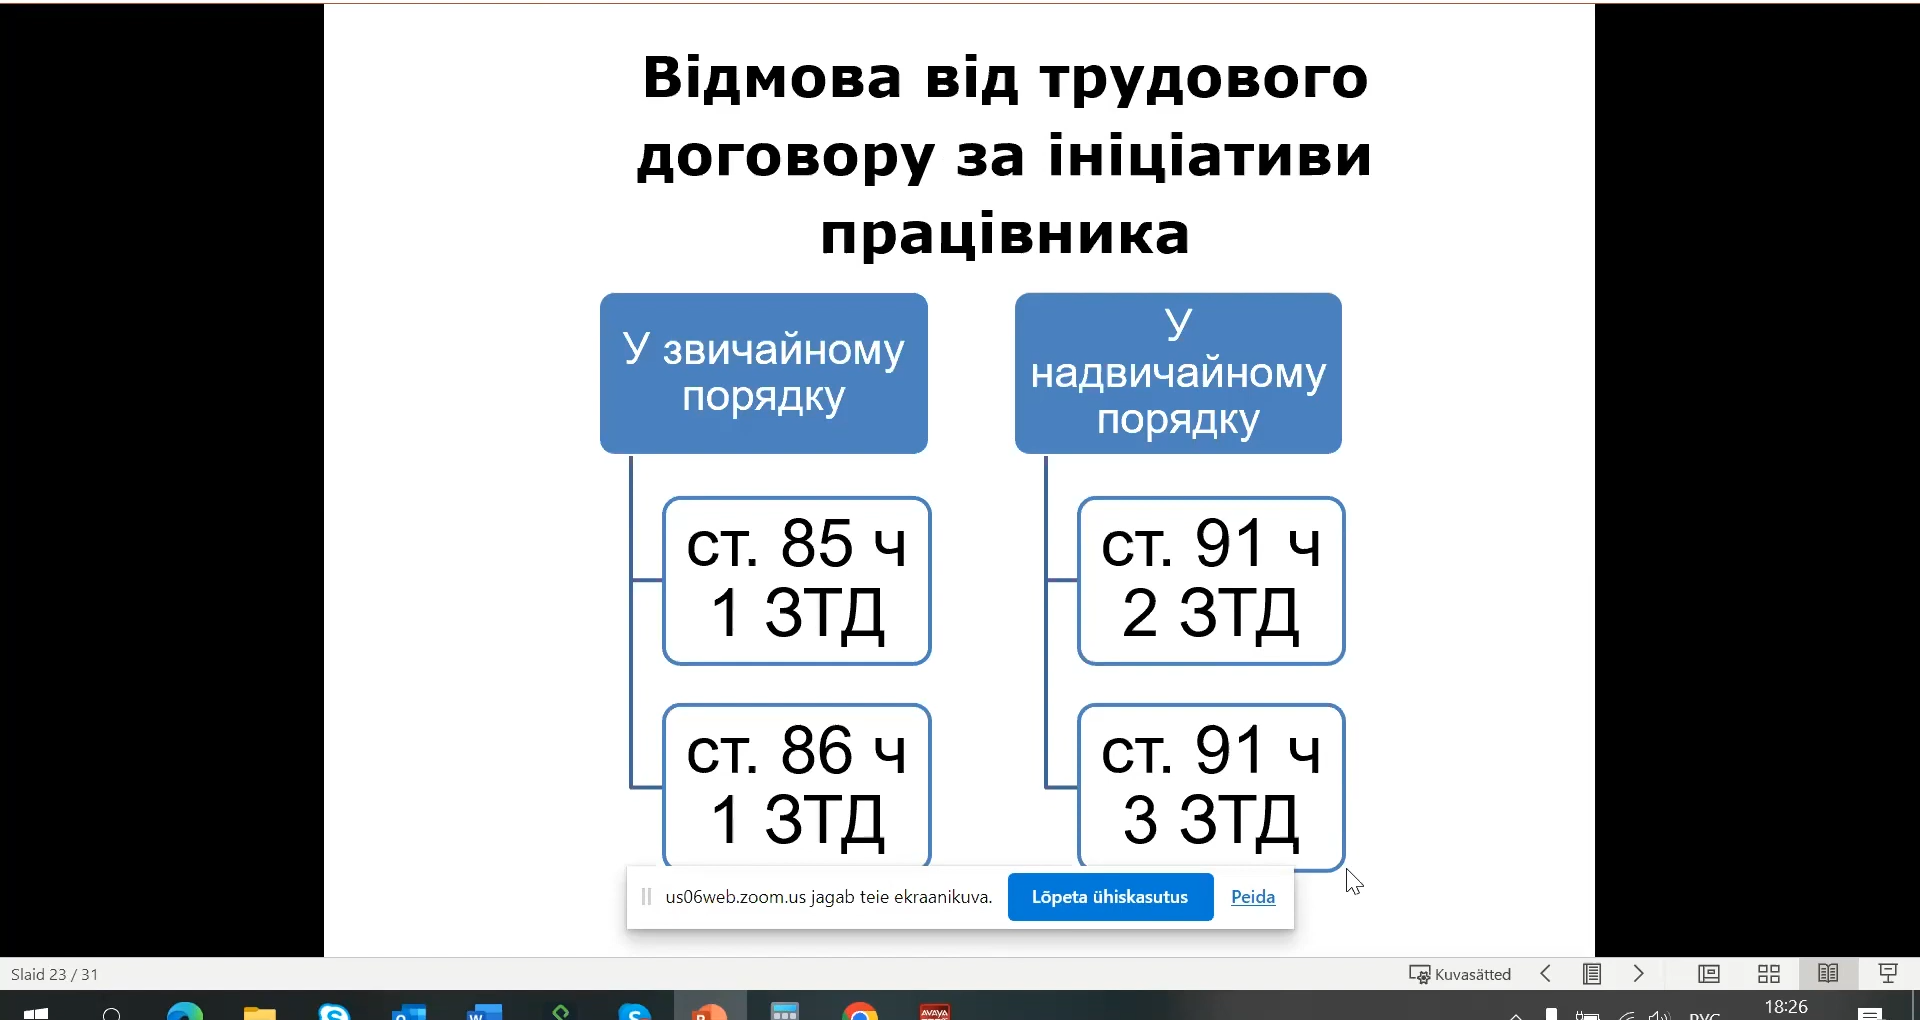 Відмова від трудового
договору за ініціативи
працівника
У звичайному
порядку
ст. 85 ч
1 ЗТД
ст. 86 ч
1 ЗТД
У
надвичайному
порядку
ст. 91 ч
2 ЗТД
ст. 91 ч
3 ЗТД
us06web.zoom.us jagab teie ekraanikuva. Lõpeta ühiskasutus Peida
Slaid 23 / 31 Kuvasätted
AVAYA 18:26